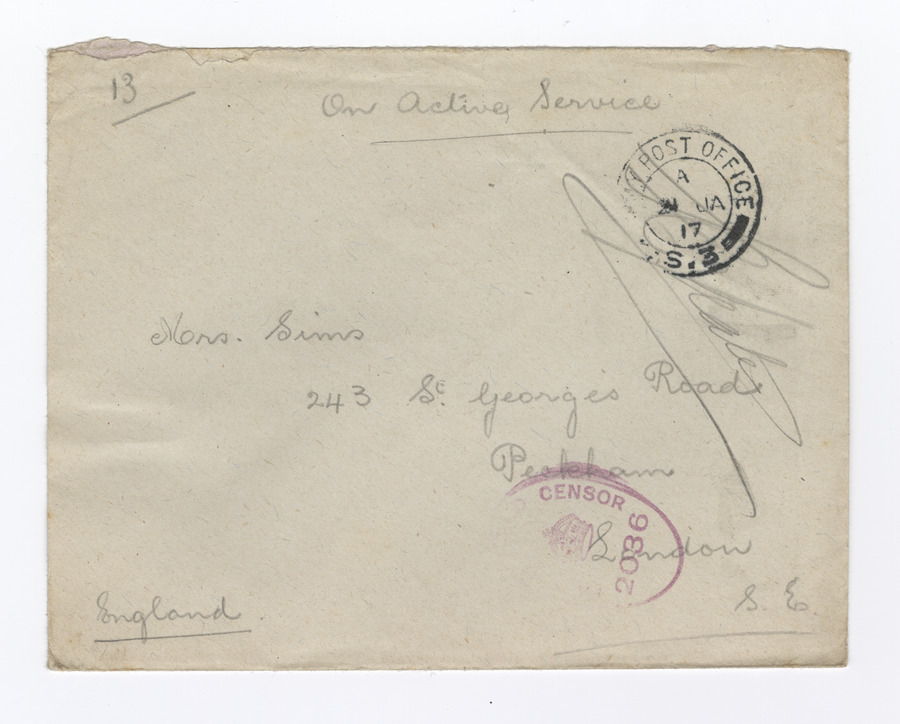 13
On Active Service
POST OFFICE
A
JA
17
S.3
Mrs. Sims
243 St. Georges Road
Peckham
CENSOR
2036
London
S. E.
England